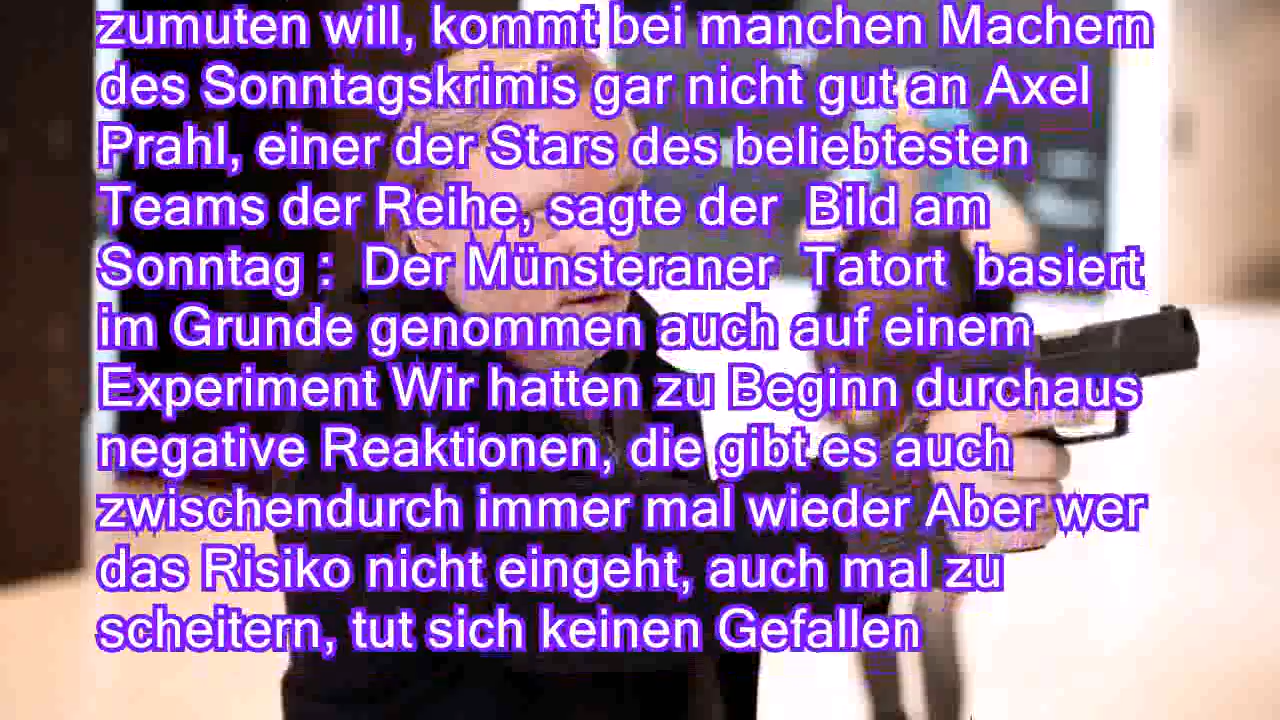 zumuten will, kommt bei manchen Machern
des Sonntagskrimis gar nicht gut an Axel
Prahl, einer der Stars des beliebtesten
Teams der Reihe, sagte der Bild am
Sonntag : Der Münsteraner Tatort basiert
im Grunde genommen auch auf einem
Experiment Wir hatten zu Beginn durchaus
negative Reaktionen, die gibt es auch
zwischendurch immer mal wieder Aber wer
das Risiko nicht eingeht, auch mal zu
scheitern, tut sich keinen Gefallen